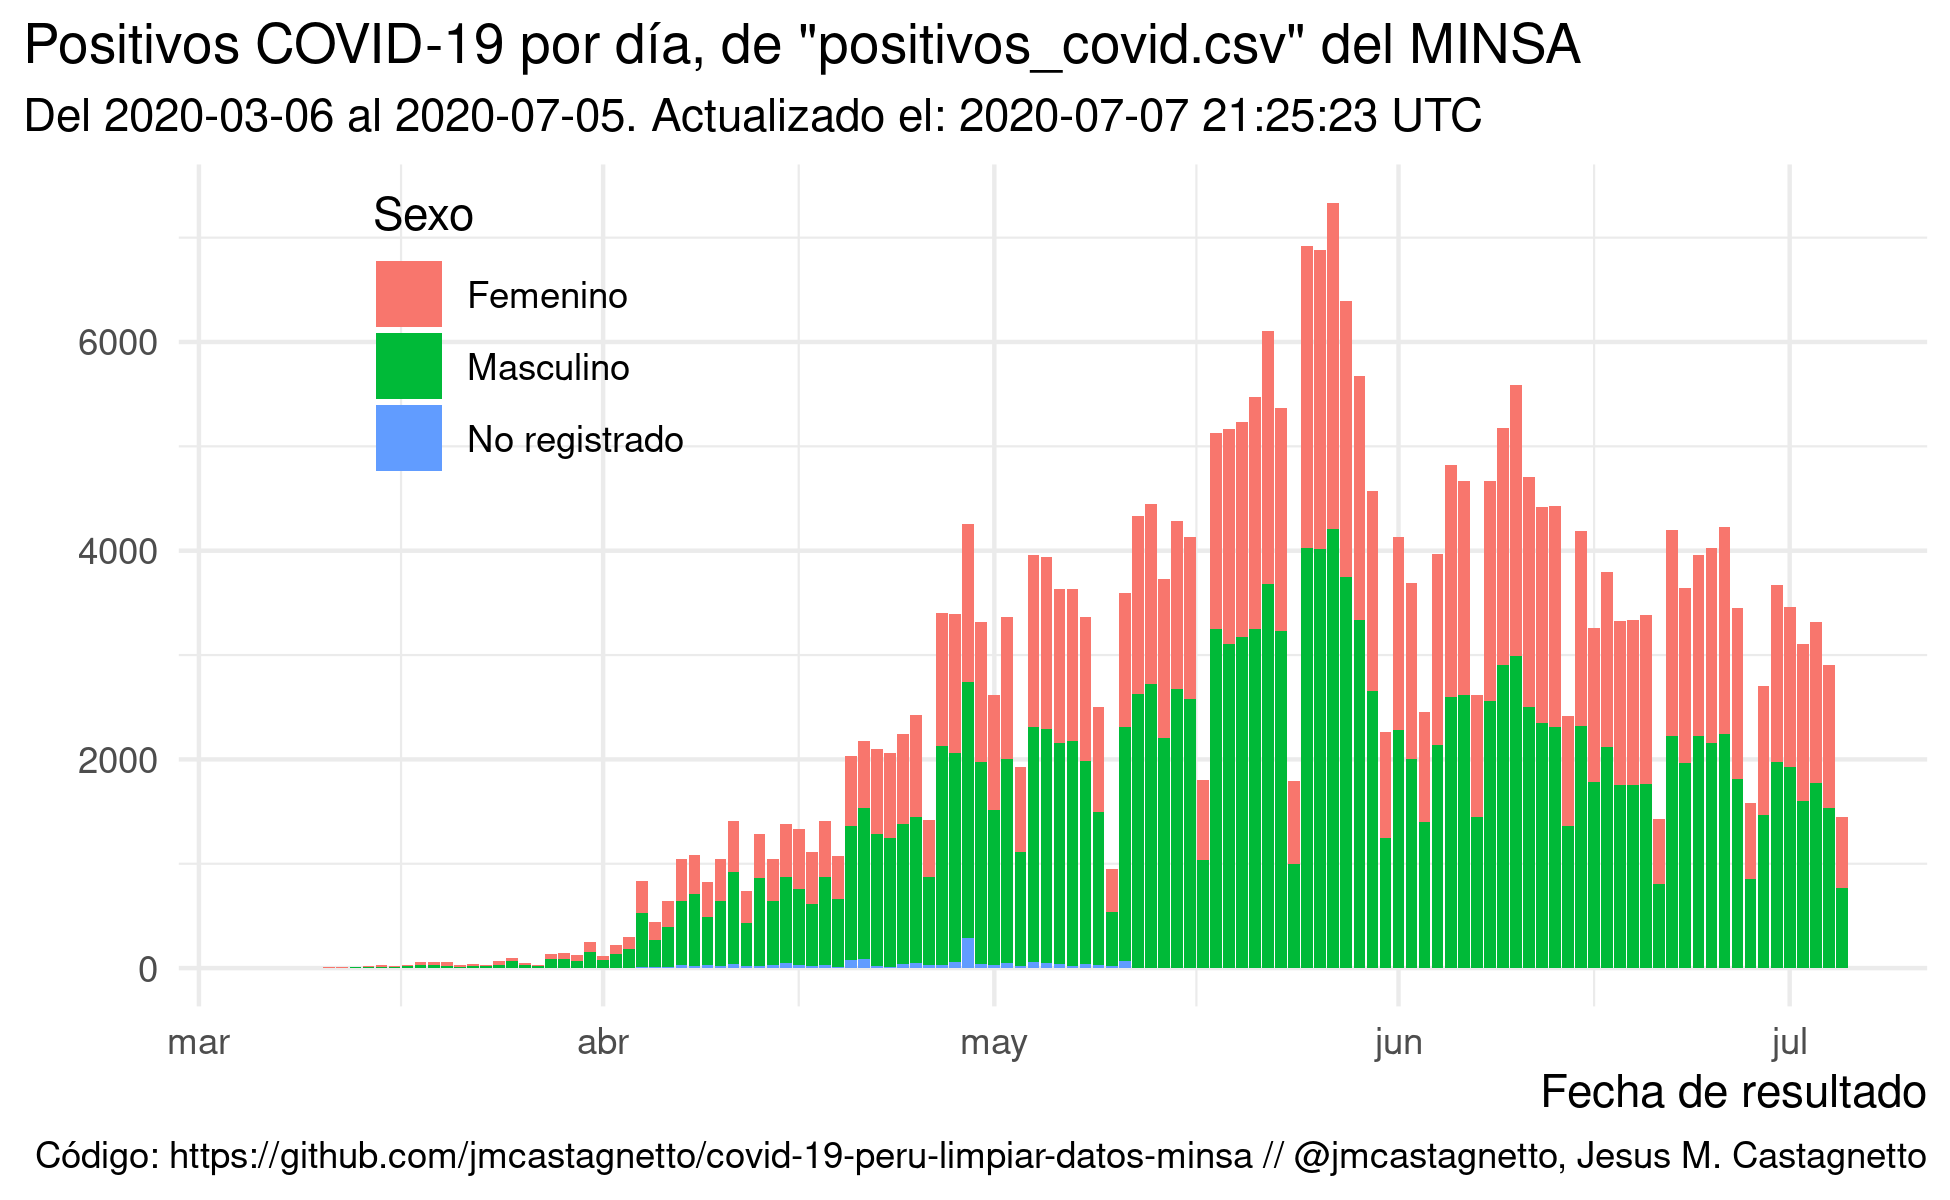 Positivos COVID-19 por día, de "positivos_covid.csv" del MINSA
Del 2020-03-06 al 2020-07-05. Actualizado el: 2020-07-07 21:25:23 UTC
Sexo
Femenino
Masculino
No registrado
6000
4000
2000
0
mar abr may jun jul
Fecha de resultado
Código: https://github.com/jmcastagnetto/covid-19-peru-limpiar-datos-minsa // @jmcastagnetto, Jesus M. Castagnetto